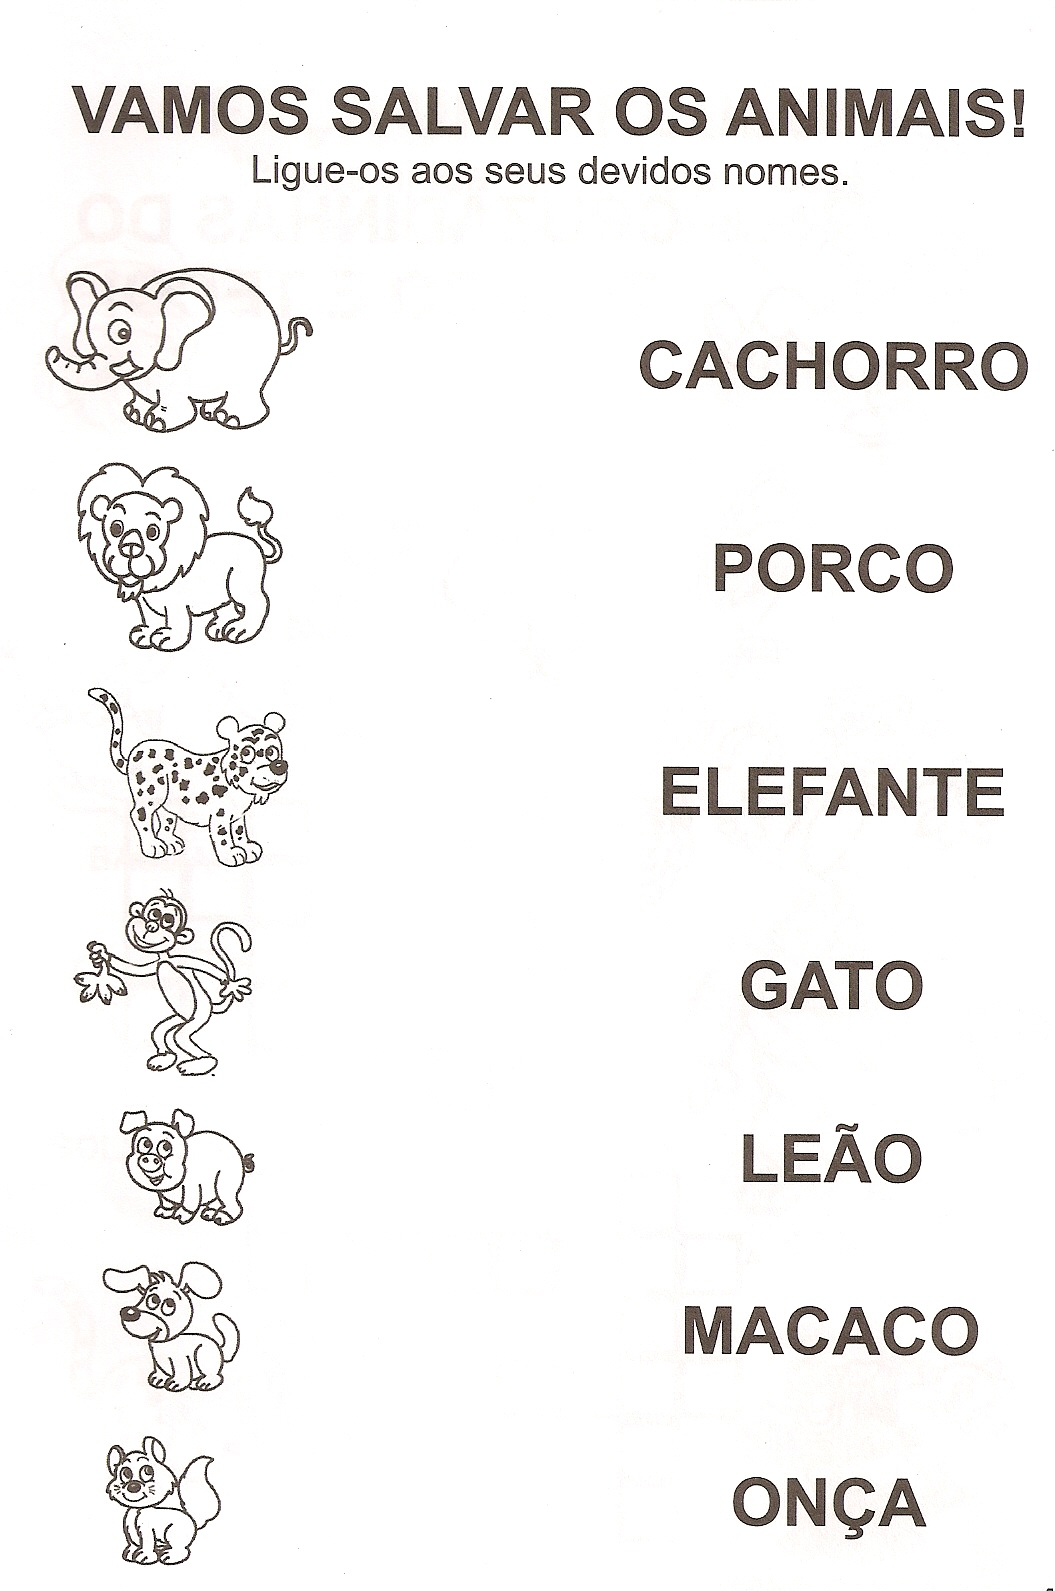 VAMOS SALVAR OS ANIMAIS!
Ligue-os aos seus devidos nomes.
CACHORRO
PORCO
ELEFANTE
GATO
LEÃO
MACACO
ONÇA